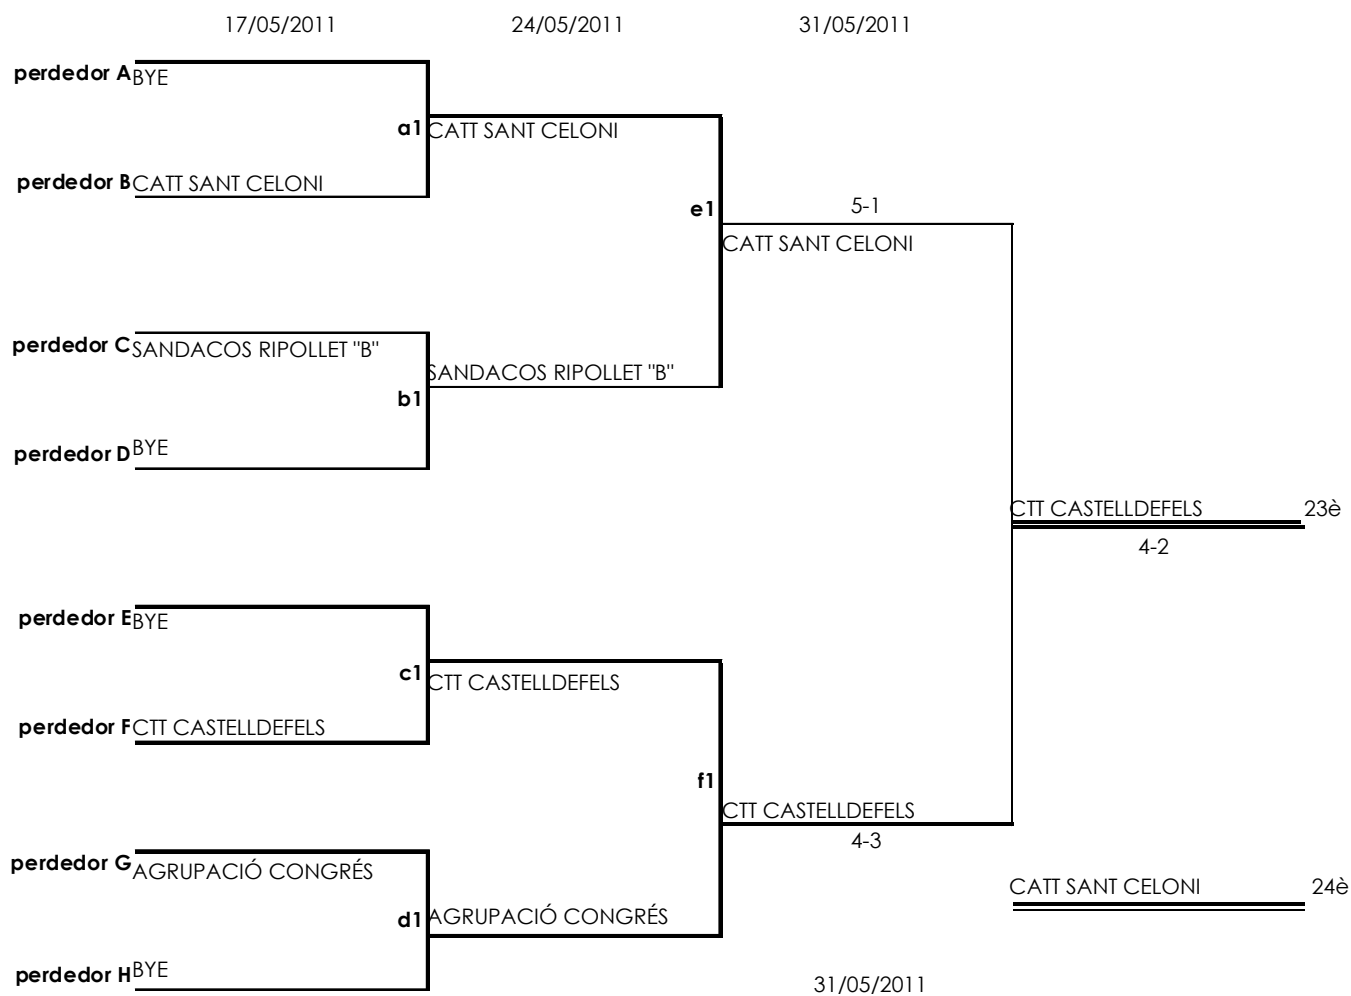 17/05/2011 24/05/2011 31/05/2011
perdedor A BYE
a1 CATT SANT CELONI
perdedor B CATT SANT CELONI
5-1
e1
CATT SANT CELONI
perdedor C SANDACOS RIPOLLET "B"
SANDACOS RIPOLLET "B"
b1
perdedor D BYE
CTT CASTELLDEFELS 23è
4-2
perdedor E BYE
c1 CTT CASTELLDEFELS
perdedor F CTT CASTELLDEFELS
f1
CTT CASTELLDEFELS
4-3
perdedor G AGRUPACIÓ CONGRÉS
CATT SANT CELONI 24è
d1 AGRUPACIÓ CONGRÉS
perdedor H BYE
31/05/2011